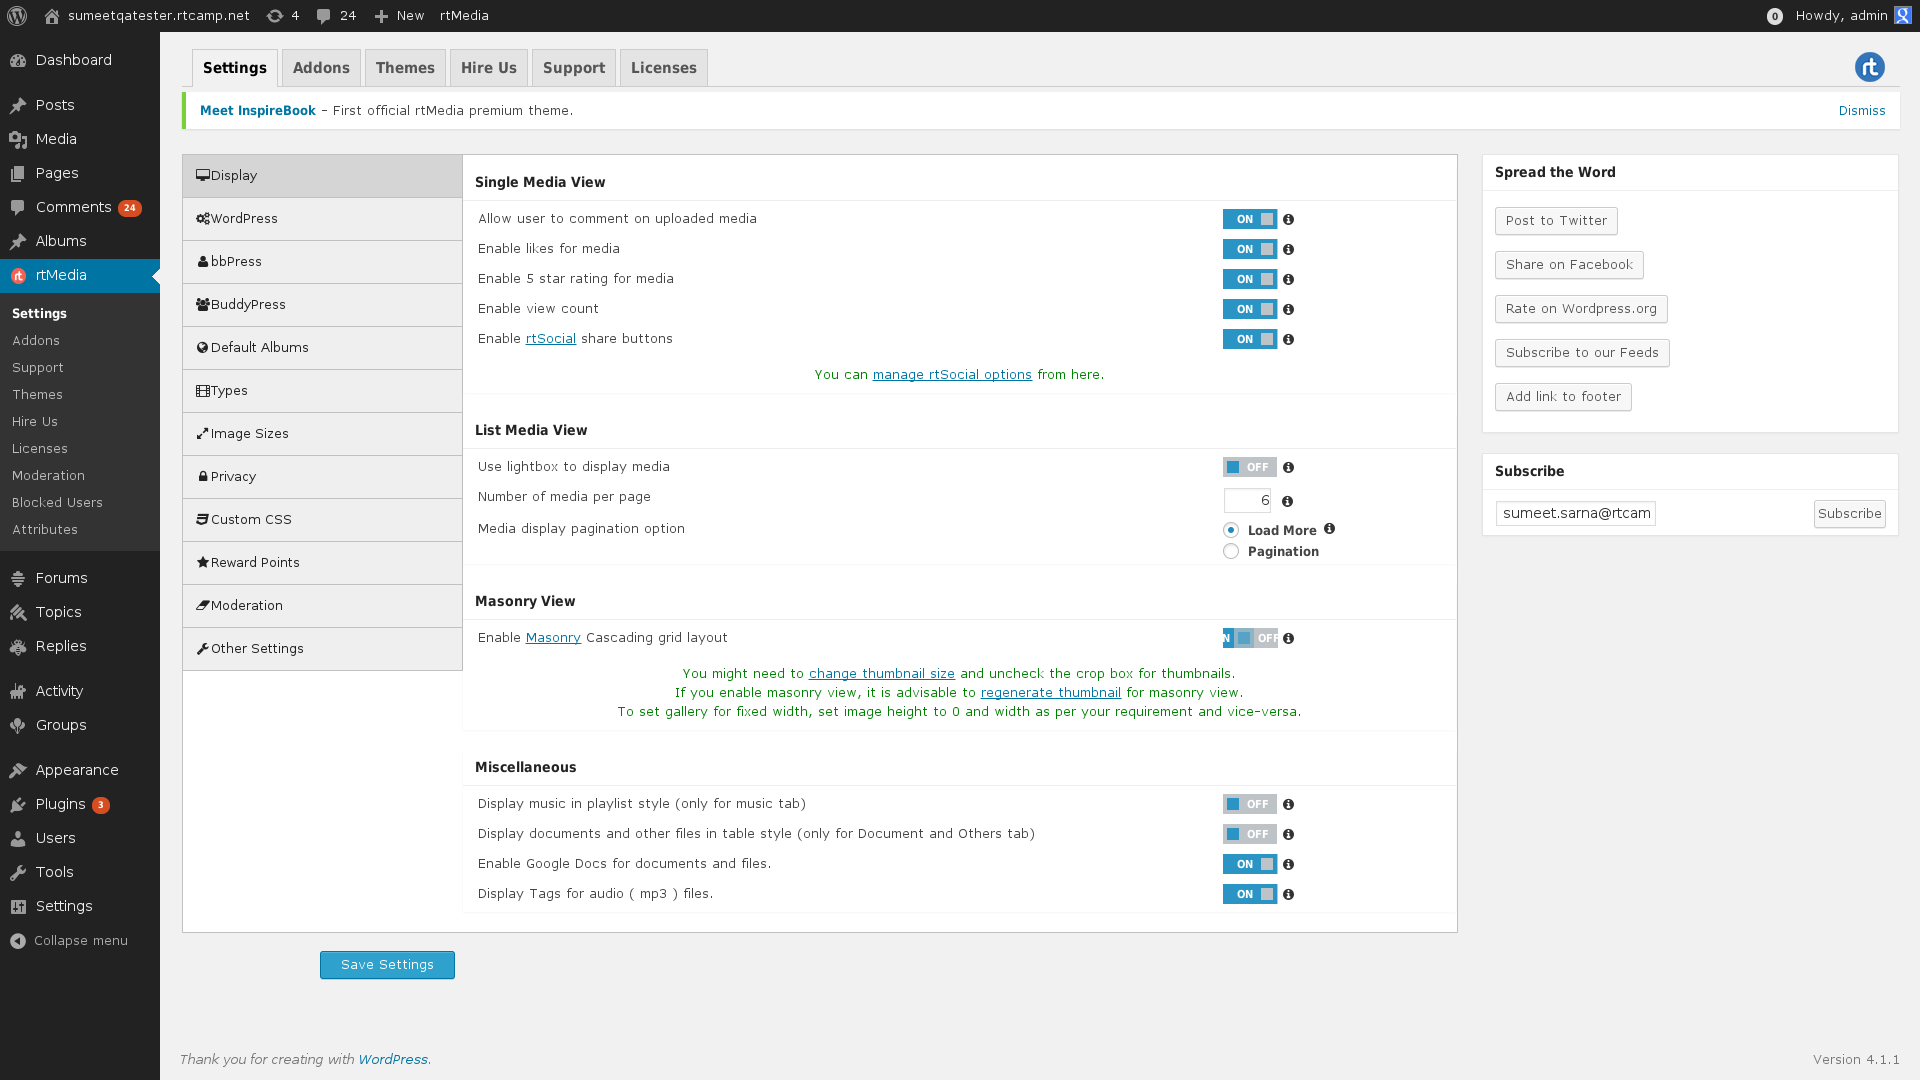 sumeetqatester.rtcamp.net 4 24 New rtMedia
0 Howdy, admin
Dashboard
Posts
Media
Pages
Comments 24
Albums
rtMedia
Settings
Addons
Support
Themes
Hire Us
Licenses
Moderation
Blocked Users
Attributes
Forums
Topics
Replies
Activity
Groups
Appearance
Plugins 3
Users
Tools
Settings
Collapse menu
Settings Addons Themes Hire Us Support Licenses
rt
Meet InspireBook - First official rtMedia premium theme. Dismiss
Display
WordPress
bbPress
BuddyPress
Default Albums
Types
Image Sizes
Privacy
Custom CSS
Reward Points
Moderation
Other Settings
Single Media View
Allow user to comment on uploaded media ON
Enable likes for media ON
Enable 5 star rating for media ON
Enable view count ON
Enable rtSocial share buttons ON
You can manage rtSocial options from here.
List Media View
Use lightbox to display media OFF
Number of media per page 6
Media display pagination option Load More
Pagination
Masonry View
Enable Masonry Cascading grid layout N OFF
You might need to change thumbnail size and uncheck the crop box for thumbnails.
If you enable masonry view, it is advisable to regenerate thumbnail for masonry view.
To set gallery for fixed width, set image height to 0 and width as per your requirement and vice-versa.
Miscellaneous
Display music in playlist style (only for music tab) OFF
Display documents and other files in table style (only for Document and Others tab) OFF
Enable Google Docs for documents and files. ON
Display Tags for audio ( mp3 ) files. ON
Save Settings
Spread the Word
Post to Twitter
Share on Facebook
Rate on Wordpress.org
Subscribe to our Feeds
Add link to footer
Subscribe
sumeet.sarna@rtcam Subscribe
Thank you for creating with WordPress. Version 4.1.1